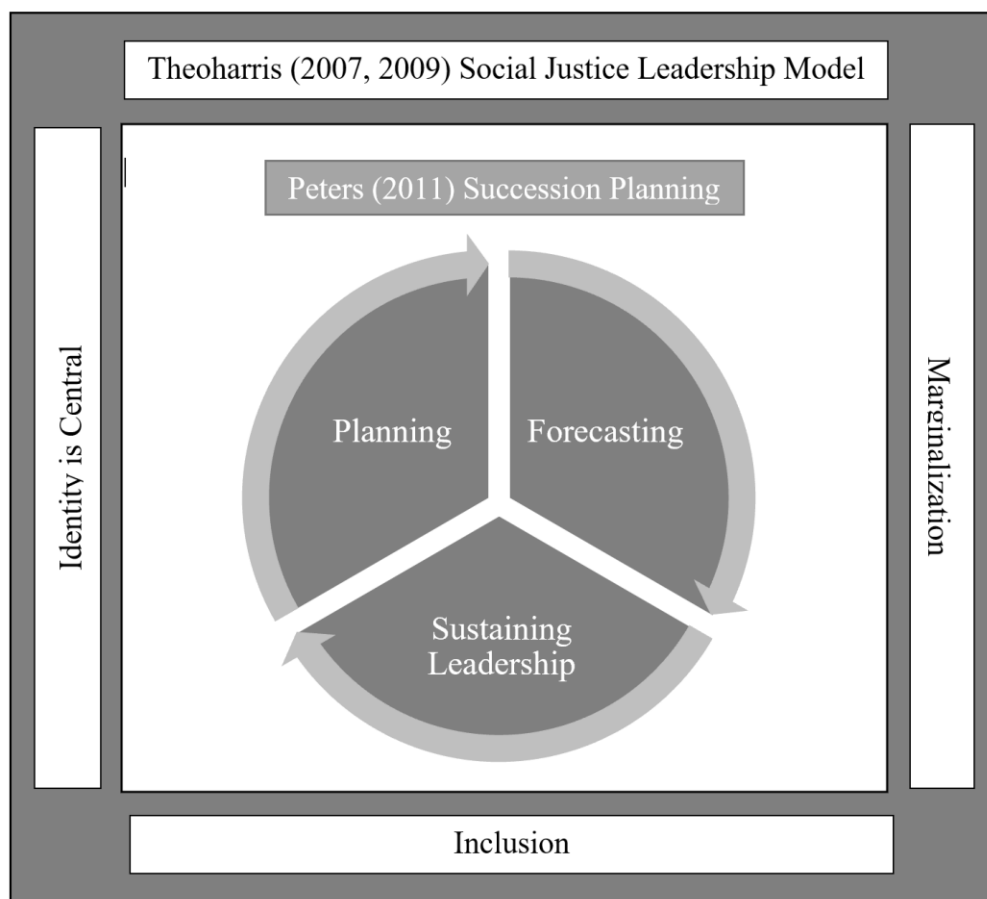 Theoharris (2007, 2009) Social Justice Leadership Model
Peters (2011) Succession Planning
Identity is Central
Planning
Forecasting
Marginalization
Sustaining
Leadership
Inclusion